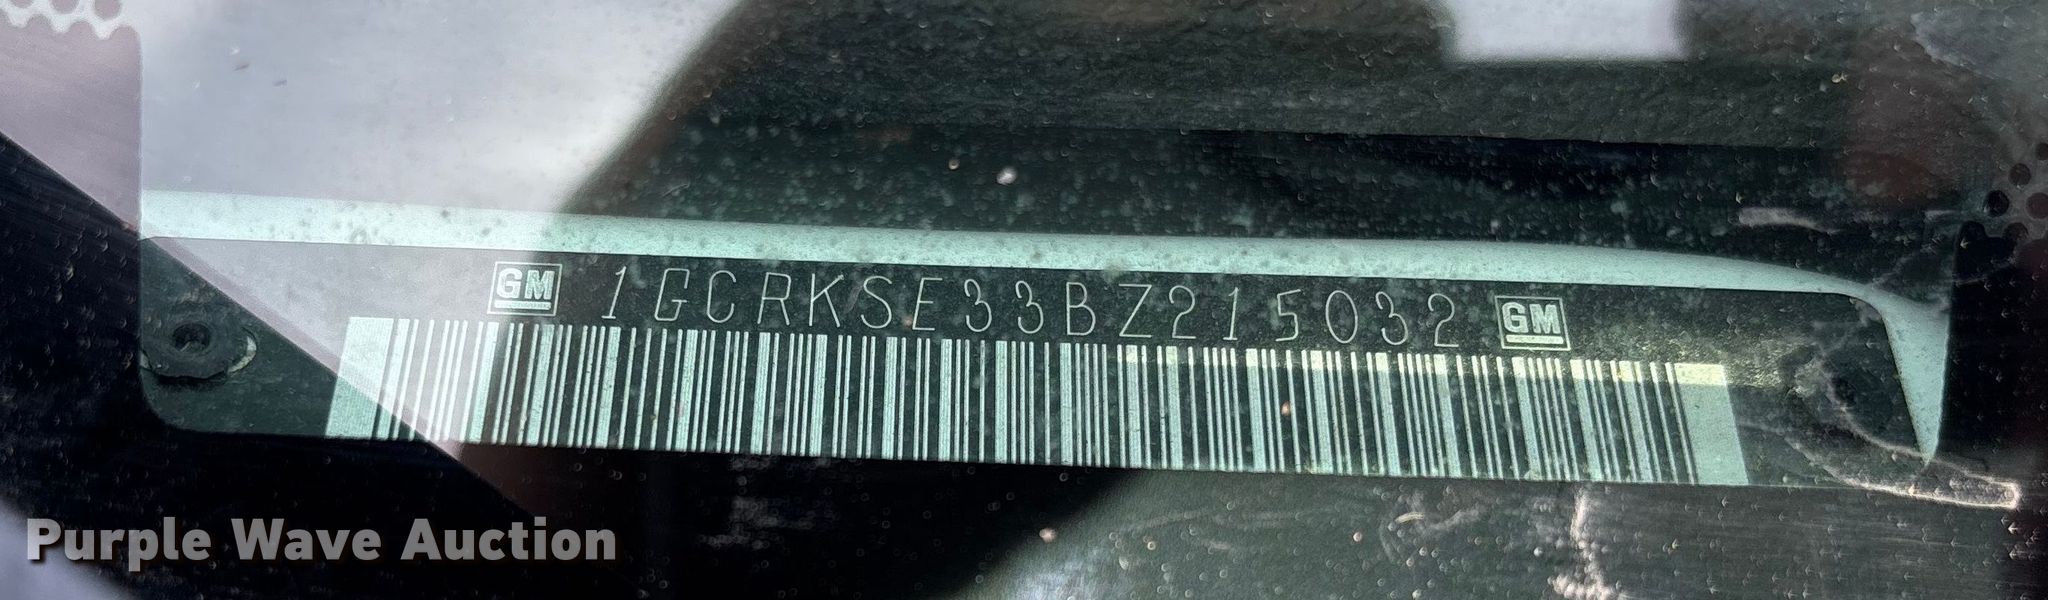 GM 1GCRKSE33BZ215032 GM
Purple Wave Auction